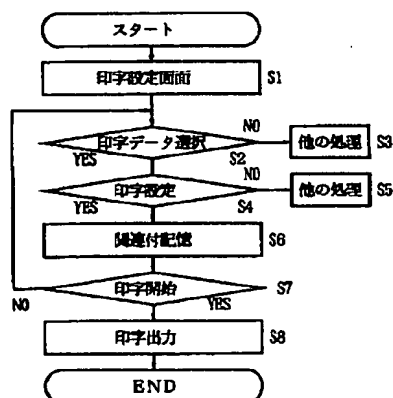 スタート
印字設定画面 S1
印字データ選択 NO 他の処理 S3
YES S2
印字設定 NO 他の処理 S5
YES S4
関連付記憶 S6
印字開始 S7
NO YES
印字出力 S8
END